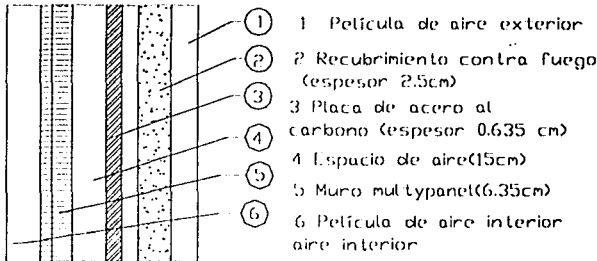 1 1 Película de aire exterior
2 2 Recubrimiento contra fuego
(espesor 2.5cm)
3 3 Placa de acero al
carbono (espesor 0.635 cm)
4 4 Espacio de aire(15cm)
5 5 Muro multypanel(6.35cm)
6 6 Película de aire interior
aire interior